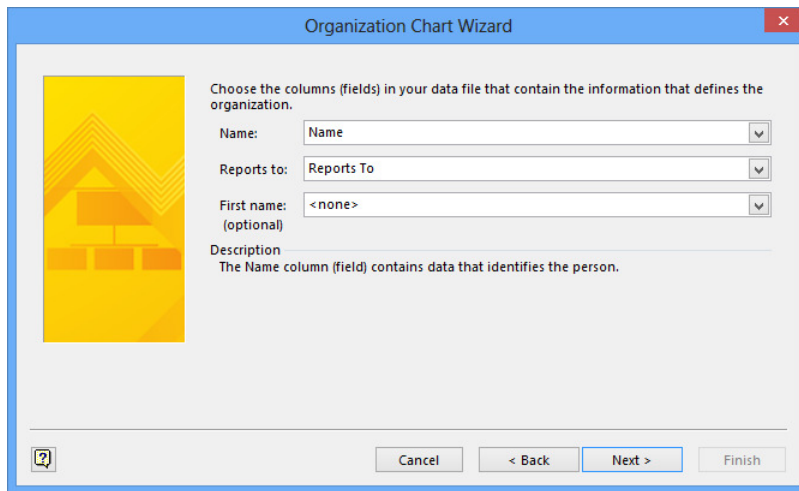 Organization Chart Wizard
Choose the columns (fields) in your data file that contain the information that defines the
organization.
Name: Name
Reports to: Reports To
First name: <none>
(optional)
Description
The Name column (field) contains data that identifies the person.
Cancel < Back Next > Finish